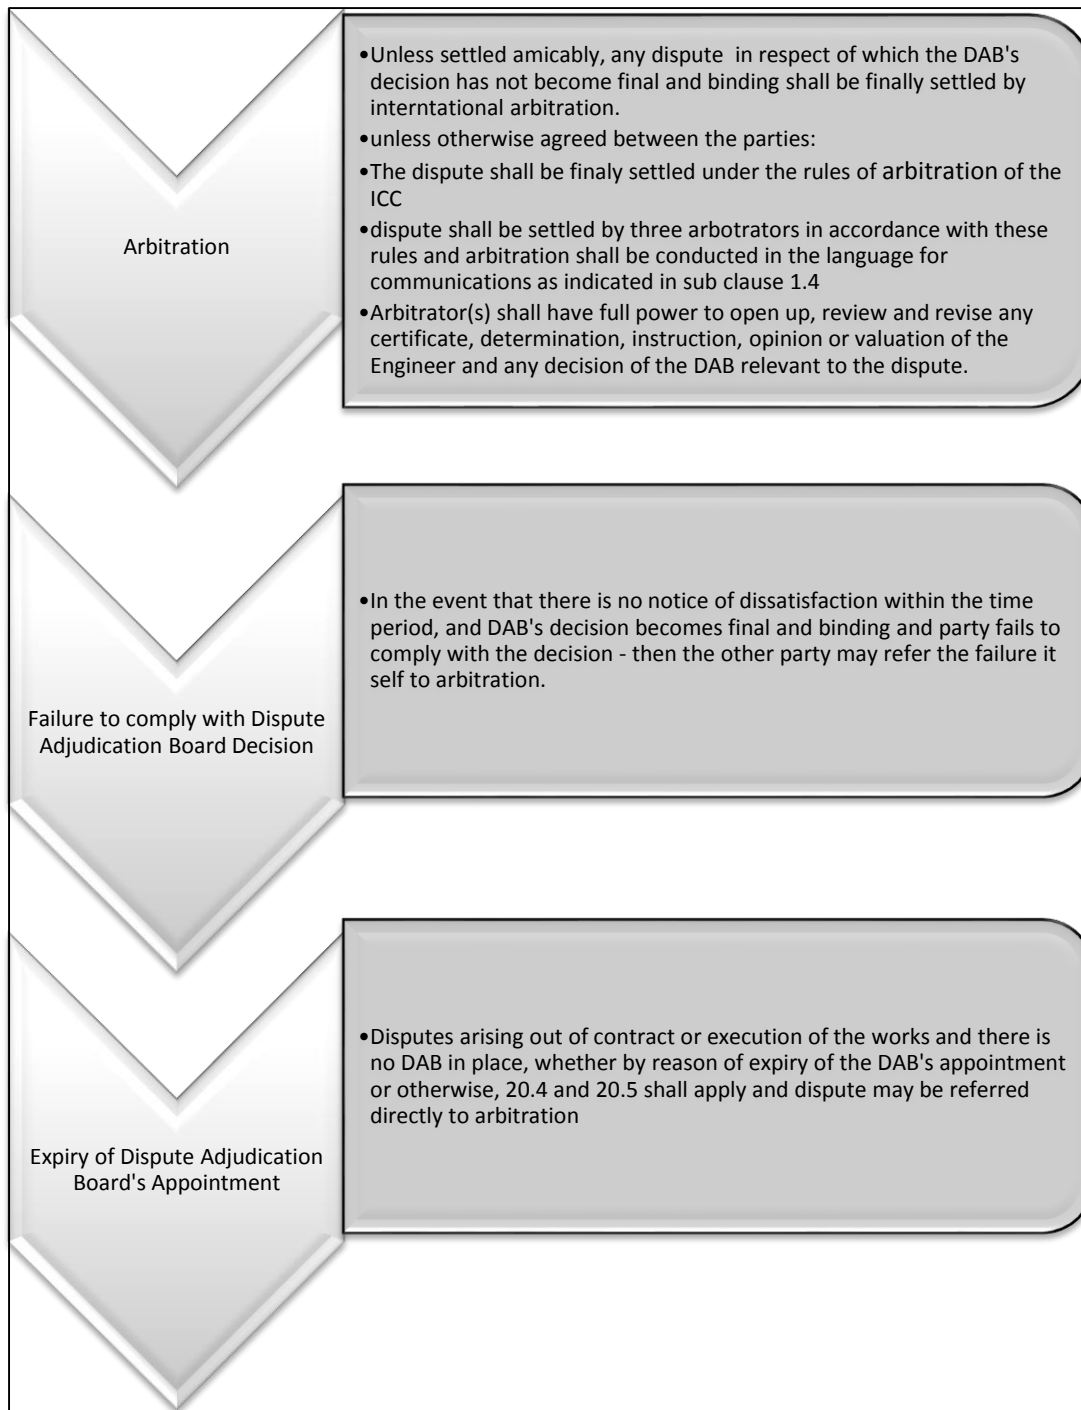 •Unless settled amicably, any dispute  in respect of which the DAB's
decision has not become final and binding shall be finally settled by
interntational arbitration.
•unless otherwise agreed between the parties:
•The dispute shall be finaly settled under the rules of arbitration of the
ICC
•dispute shall be settled by three arbotrators in accordance with these
rules and arbitration shall be conducted in the language for
communications as indicated in sub clause 1.4
•Arbitrator(s) shall have full power to open up, review and revise any
certificate, determination, instruction, opinion or valuation of the
Engineer and any decision of the DAB relevant to the dispute.
Arbitration
•In the event that there is no notice of dissatisfaction within the time
period, and DAB's decision becomes final and binding and party fails to
comply with the decision - then the other party may refer the failure it
self to arbitration.
Failure to comply with Dispute
Adjudication Board Decision
•Disputes arising out of contract or execution of the works and there is
no DAB in place, whether by reason of expiry of the DAB's appointment
or otherwise, 20.4 and 20.5 shall apply and dispute may be referred
directly to arbitration
Expiry of Dispute Adjudication
Board's Appointment